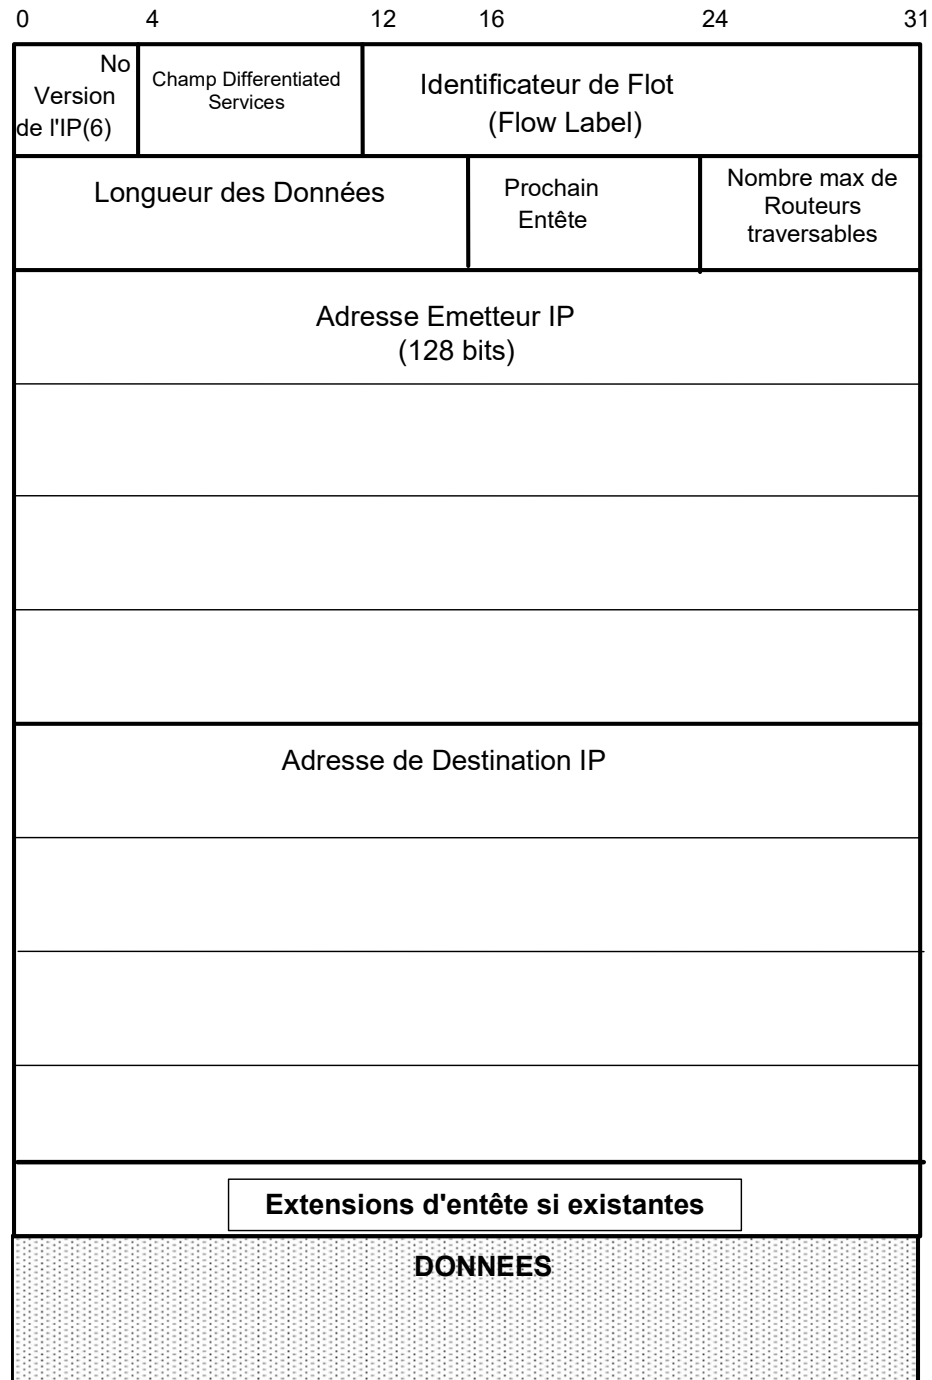 0 4 12 16 24 31
No
Version
de l'IP(6)
Champ Differentiated
Services
Identificateur de Flot
(Flow Label)
Longueur des Données
Prochain
Entête
Nombre max de
Routeurs
traversables
Adresse Emetteur IP
(128 bits)
Adresse de Destination IP
Extensions d'entête si existantes
DONNEES